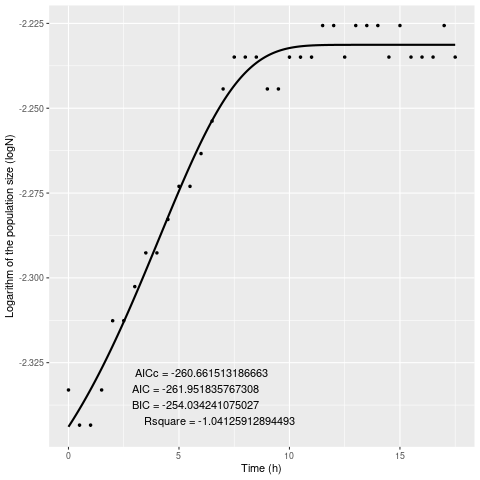 -2.225
-2.250
-2.275
-2.300
-2.325
Logarithm of the population size (logN)
AICc = -260.661513186663
AIC = -261.951835767308
BIC = -254.034241075027
Rsquare = -1.04125912894493
0 5 10 15
Time (h)